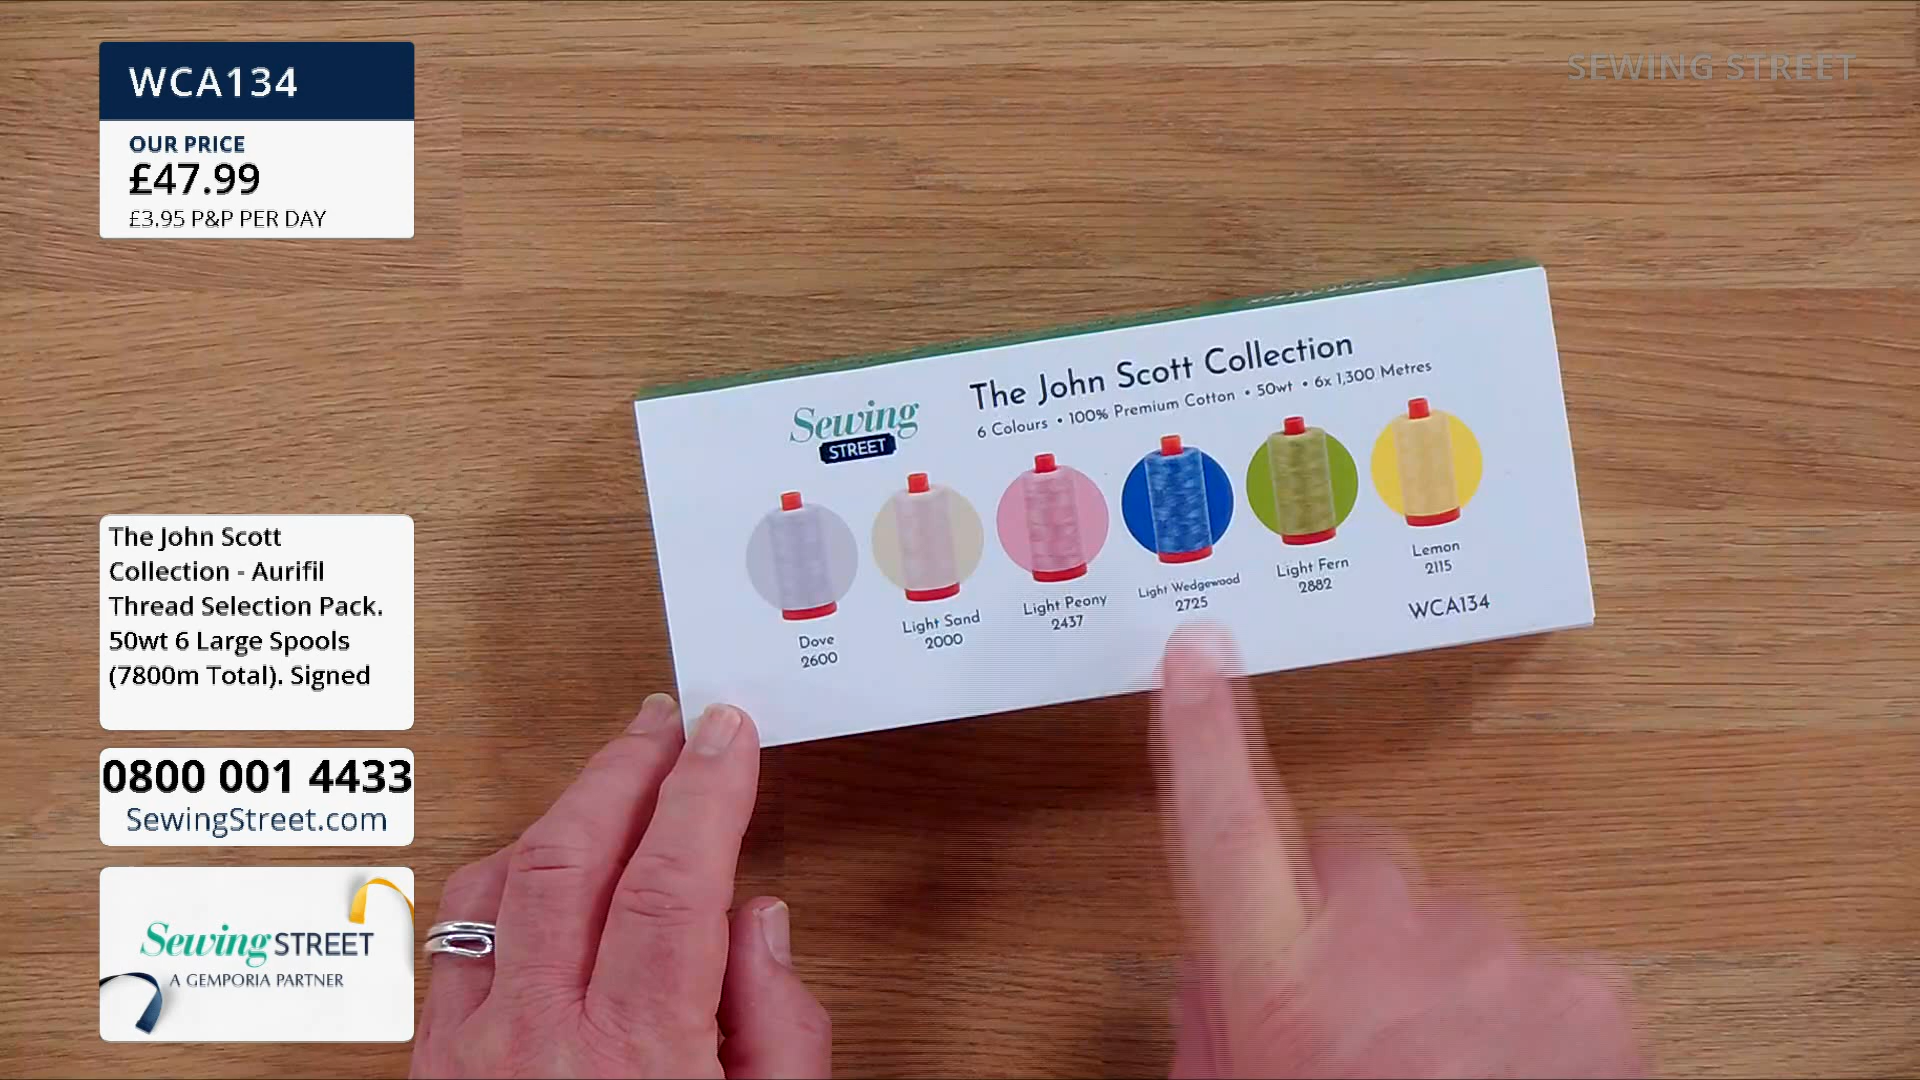 WCA134
OUR PRICE
£47.99
£3.95 P&P PER DAY
SEWING STREET
The John Scott
Collection - Aurifil
Thread Selection Pack.
50wt 6 Large Spools
(7800m Total). Signed
0800 001 4433
SewingStreet.com
Sewing STREET
A GEMPORIA PARTNER
Sewing
STREET
The John Scott Collection
6 Colours • 100% Premium Cotton • 50wt • 6x 1,300 Metres
Dove
2600
Light Sand
2000
Light Peony
2437
Light Wedgewood
2725
Light Fern
2882
Lemon
2115
WCA134